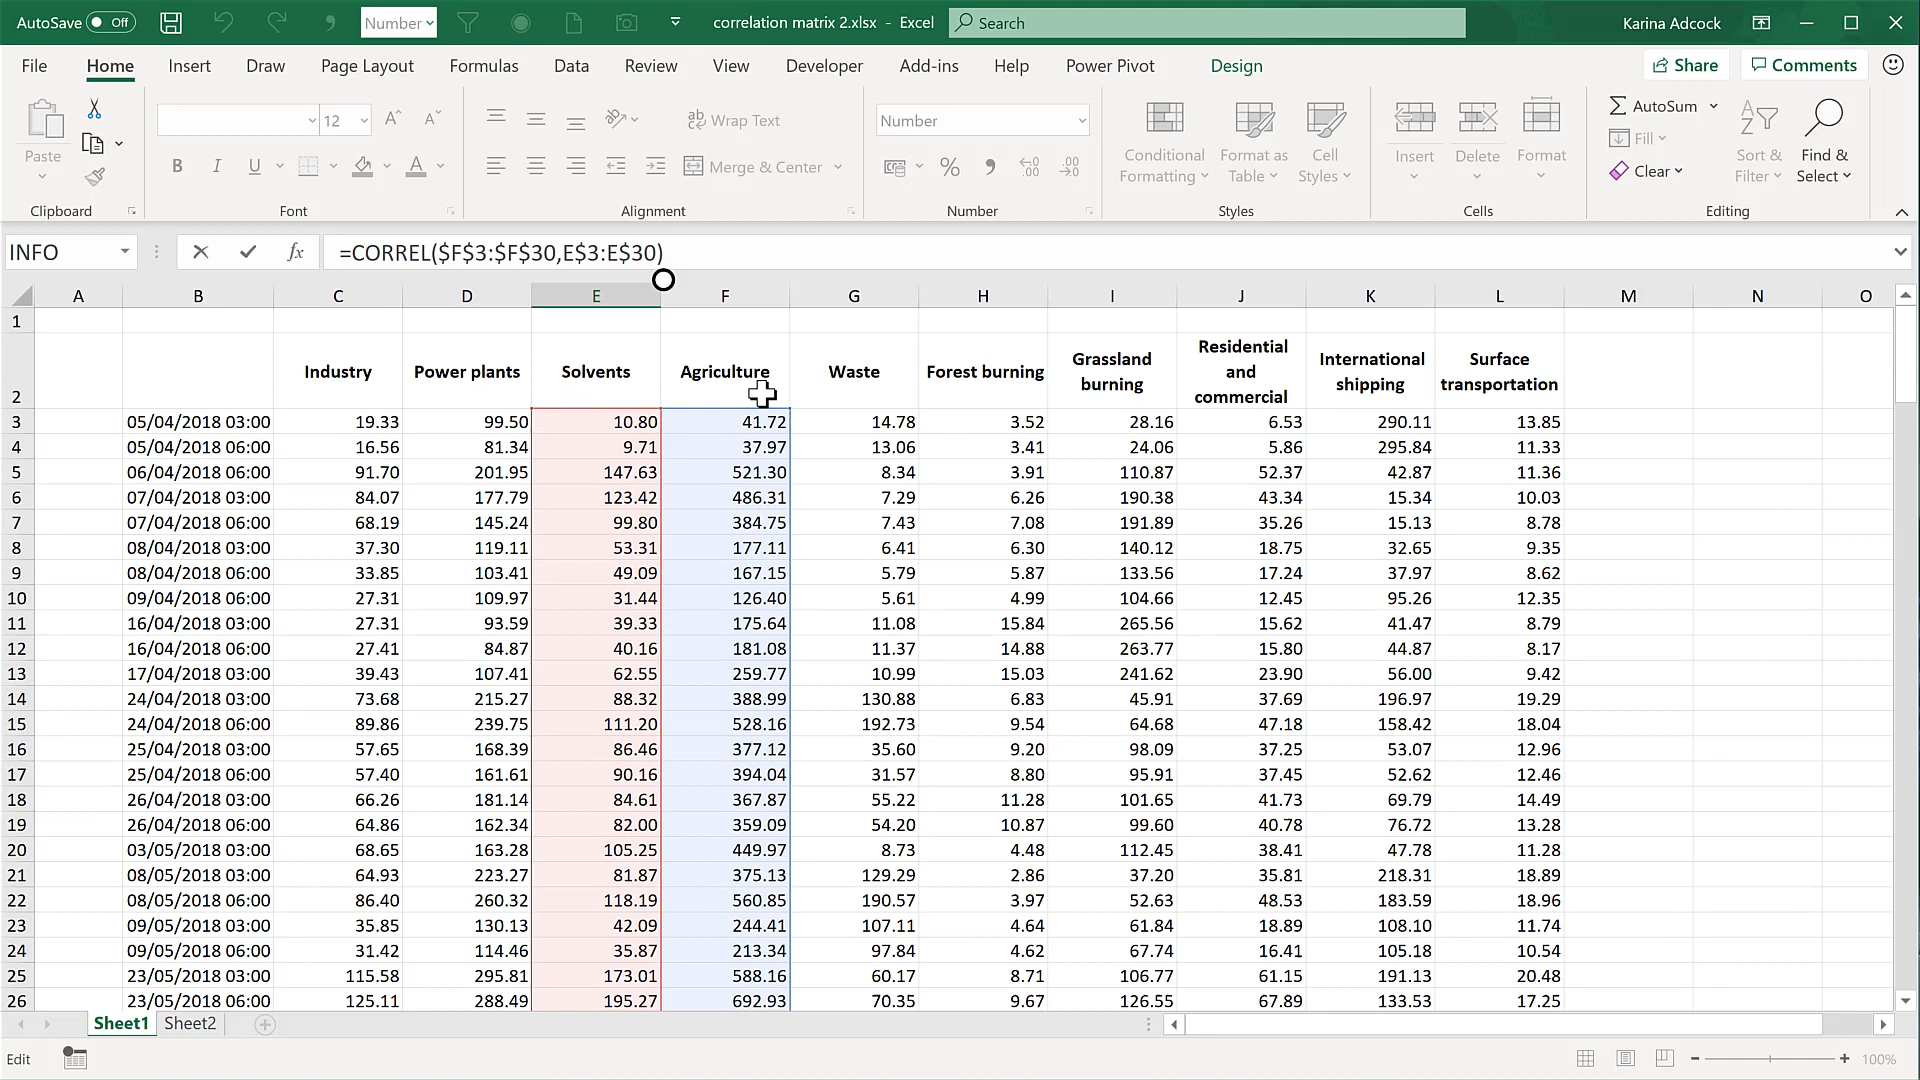 AutoSave Off Number correlation matrix 2.xlsx - Excel Search Karina Adcock
File Home Insert Draw Page Layout Formulas Data Review View Developer Add-ins Help Power Pivot Design Share Comments
Paste
12
B I U A
Clipboard
Font
Wrap Text
Merge & Center
Alignment
Number
% ,
Number
Conditional Formatting
Format as Table
Cell Styles
Styles
Insert
Delete
Format
Cells
AutoSum
Fill
Clear
Sort & Filter
Find & Select
Editing
INFO fx =CORREL($F$3:$F$30,E$3:E$30)
A B C D E F G H I J K L M N O
1
2 Industry Power plants Solvents Agriculture Waste Forest burning Grassland burning Residential and commercial International shipping Surface transportation
3 05/04/2018 03:00 19.33 99.50 10.80 41.72 14.78 3.52 28.16 6.53 290.11 13.85
4 05/04/2018 06:00 16.56 81.34 9.71 37.97 13.06 3.41 24.06 5.86 295.84 11.33
5 06/04/2018 03:00 91.70 201.95 147.63 521.30 8.34 3.91 110.87 52.37 42.87 11.36
6 07/04/2018 03:00 84.07 177.79 123.42 486.31 7.29 6.26 190.38 43.34 15.34 10.03
7 07/04/2018 06:00 68.19 145.24 99.80 384.75 7.43 7.08 191.89 35.26 15.13 8.78
8 08/04/2018 03:00 37.30 119.11 53.31 177.11 6.41 6.30 140.12 18.75 32.65 9.35
9 08/04/2018 06:00 33.85 103.41 49.09 167.15 5.79 5.87 133.56 17.24 37.97 8.62
10 09/04/2018 06:00 27.31 109.97 31.44 126.40 5.61 4.99 104.66 12.45 95.26 12.35
11 16/04/2018 03:00 27.31 93.59 39.33 175.64 11.08 15.84 265.56 15.62 41.47 8.79
12 16/04/2018 06:00 27.41 84.87 40.16 181.08 11.37 14.88 263.77 15.80 44.87 8.17
13 17/04/2018 03:00 39.43 107.41 62.55 259.77 10.99 15.03 241.62 23.90 56.00 9.42
14 24/04/2018 03:00 73.68 215.27 88.32 388.99 130.88 6.83 45.91 37.69 196.97 19.29
15 24/04/2018 06:00 89.86 239.75 111.20 528.16 192.73 9.54 64.68 47.18 158.42 18.04
16 25/04/2018 03:00 57.65 168.39 86.46 377.12 35.60 9.20 98.09 37.25 53.07 12.96
17 25/04/2018 06:00 57.40 161.61 90.16 394.04 31.57 8.80 95.91 37.45 52.62 12.46
18 26/04/2018 03:00 66.26 181.14 84.61 367.87 55.22 11.28 101.65 41.73 69.79 14.49
19 26/04/2018 06:00 64.86 162.34 82.00 359.09 54.20 10.87 99.60 40.78 76.72 13.28
20 03/05/2018 03:00 68.65 163.28 105.25 449.97 8.73 4.48 112.45 38.41 47.78 11.28
21 08/05/2018 03:00 64.93 223.27 81.87 375.13 129.29 2.86 37.20 35.81 218.31 18.89
22 08/05/2018 06:00 86.40 260.32 118.19 560.85 190.57 3.97 52.63 48.53 183.59 18.96
23 09/05/2018 03:00 35.85 130.13 42.09 244.41 107.11 4.64 61.84 18.89 108.10 11.74
24 09/05/2018 06:00 31.42 114.46 35.87 213.34 97.84 4.62 67.74 16.41 105.18 10.54
25 23/05/2018 03:00 115.58 295.81 173.01 588.16 60.17 8.71 106.77 61.15 191.13 20.48
26 23/05/2018 06:00 125.11 288.49 195.27 692.93 70.35 9.67 126.55 67.89 133.53 17.25
Sheet1 Sheet2
Edit 100%